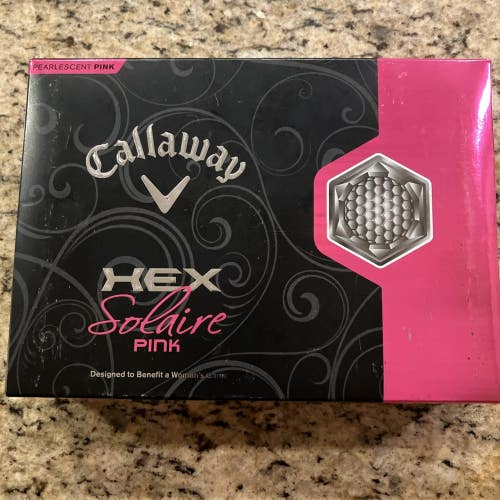 PEARLESCENT PINK
Callaway
HEX
Solaire
PINK
Designed to Benefit a Woman's Game